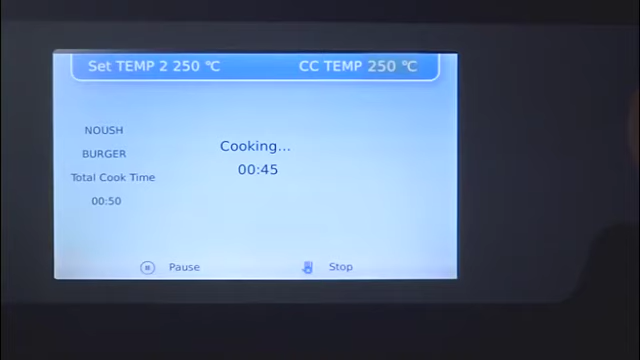 Set TEMP 2 250 ℃ CC TEMP 250 ℃
NOUSH
BURGER
Total Cook Time
00:50
Cooking...
00:45
Pause Stop